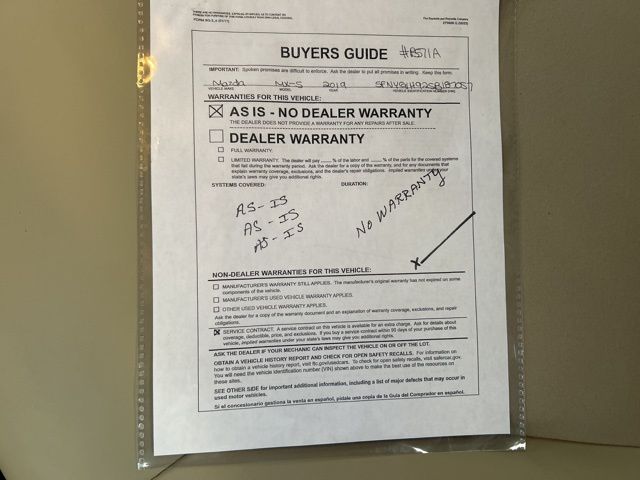 BUYERS GUIDE #B571A
IMPORTANT: Spoken promises are difficult to enforce. Ask the dealer to put all promises in writing. Keep this form.
Mazda MX-5 2019
VEHICLE MAKE MODEL YEAR VEHICLE IDENTIFICATION NUMBER (VIN)
WARRANTIES FOR THIS VEHICLE:
AS IS - NO DEALER WARRANTY
THE DEALER DOES NOT PROVIDE A WARRANTY FOR ANY REPAIRS AFTER SALE.
DEALER WARRANTY
FULL WARRANTY.
LIMITED WARRANTY. The dealer will pay ____% of the labor and ____% of the parts for the covered systems
that fail during the warranty period. Ask the dealer for a copy of the warranty, and for any documents that
explain warranty coverage, exclusions, and the dealer's repair obligations. Implied warranties under your
state's laws may give you additional rights.
SYSTEMS COVERED: DURATION:
AS-IS
AS-IS
AS-IS
NO WARRANTY
X
NON-DEALER WARRANTIES FOR THIS VEHICLE:
MANUFACTURER'S WARRANTY STILL APPLIES. The manufacturer's original warranty has not expired on some
components of the vehicle.
MANUFACTURER'S USED VEHICLE WARRANTY APPLIES.
OTHER USED VEHICLE WARRANTY APPLIES.
Ask the dealer for a copy of the warranty document and an explanation of warranty coverage, exclusions, and repair
obligations.
SERVICE CONTRACT. A service contract on this vehicle is available for an extra charge. Ask for details about
coverage, deductible, price, and exclusions. If you buy a service contract within 90 days of your purchase of this
vehicle, implied warranties under your state's laws may give you additional rights.
ASK THE DEALER IF YOUR MECHANIC CAN INSPECT THE VEHICLE ON OR OFF THE LOT.
OBTAIN A VEHICLE HISTORY REPORT AND CHECK FOR OPEN SAFETY RECALLS. For information on
how to obtain a vehicle history report, visit ftc.gov/usedcars. To check for open safety recalls, visit safercar.gov.
You will need the vehicle identification number (VIN) shown above to make the best use of the resources on
these sites.
SEE OTHER SIDE for important additional information, including a list of major defects that may occur in
used motor vehicles.
Si el concesionario gestiona la venta en español, pídale una copia de la Guía del Comprador en español.